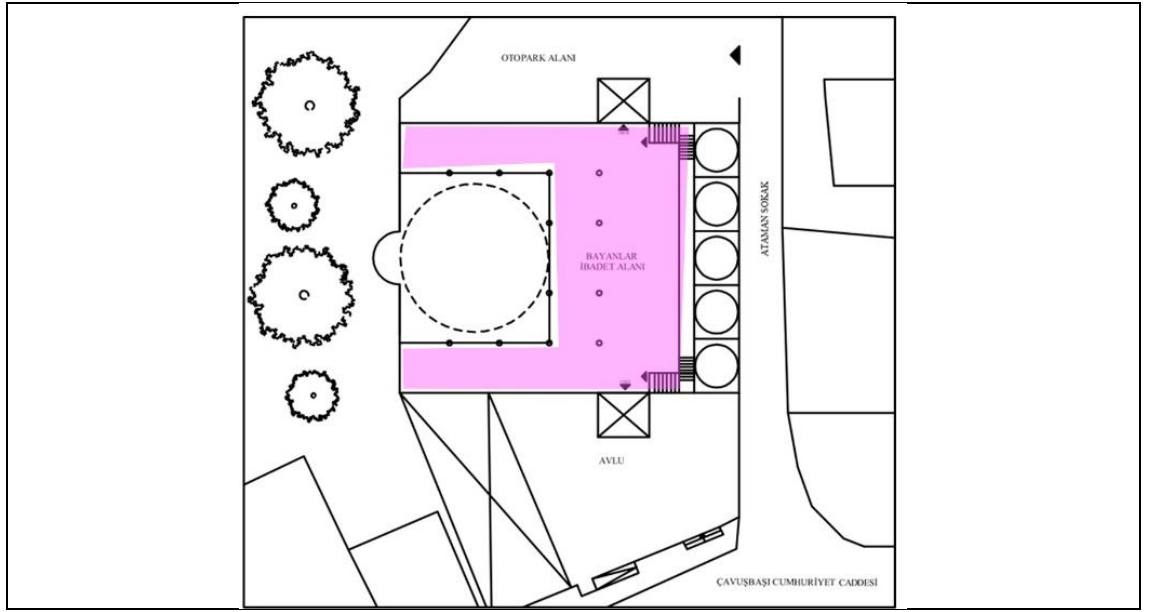 OTOPARK ALANI
ATAMAN SOKAK
BAYANLAR
İBADET ALANI
AVLU
ÇAVUŞBAŞI CUMHURİYET CADDESİ